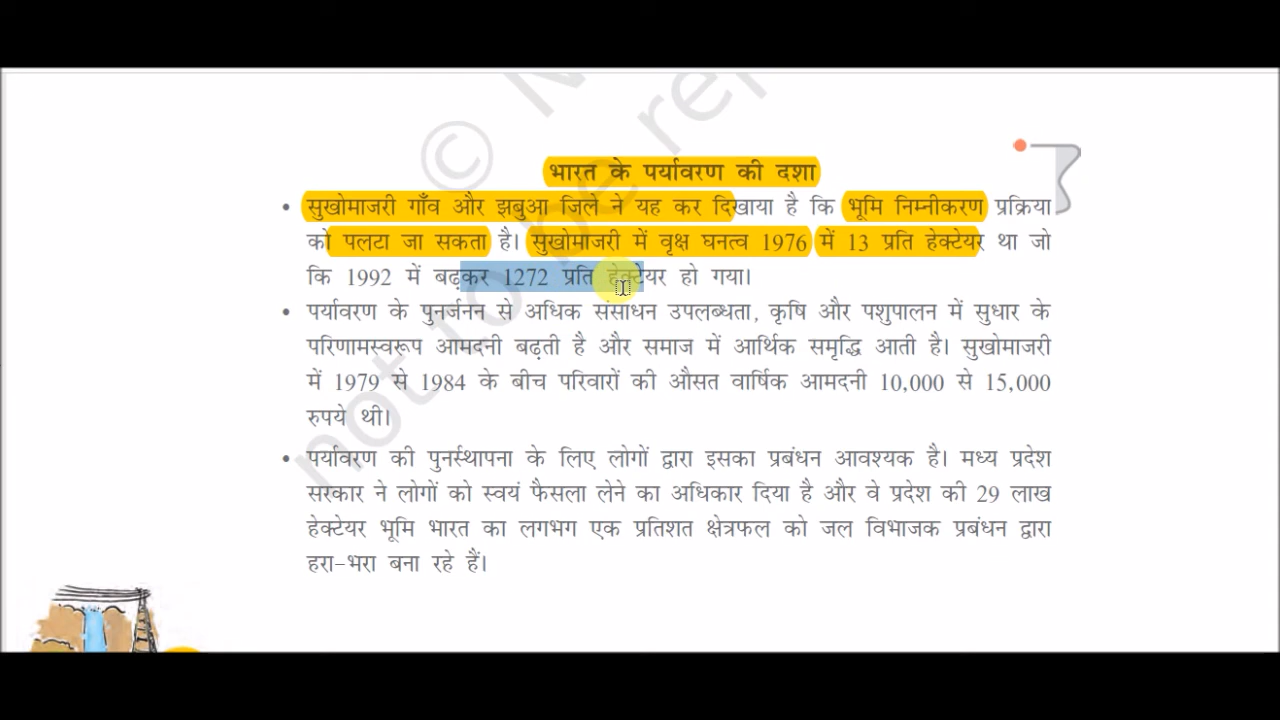 भारत के पर्यावरण की दशा
• सुखोमाजरी गाँव और झबुआ जिले ने यह कर दिखाया है कि भूमि निम्नीकरण प्रक्रिया
को पलटा जा सकता है। सुखोमाजरी में वृक्ष घनत्व 1976 में 13 प्रति हेक्टेयर था जो
कि 1992 में बढ़कर 1272 प्रति हेक्टेयर हो गया।
• पर्यावरण के पुनर्जनन से अधिक संसाधन उपलब्धता, कृषि और पशुपालन में सुधार के
परिणामस्वरूप आमदनी बढ़ती है और समाज में आर्थिक समृद्धि आती है। सुखोमाजरी
में 1979 से 1984 के बीच परिवारों की औसत वार्षिक आमदनी 10,000 से 15,000
रुपये थी।
• पर्यावरण की पुनर्स्थापना के लिए लोगों द्वारा इसका प्रबंधन आवश्यक है। मध्य प्रदेश
सरकार ने लोगों को स्वयं फैसला लेने का अधिकार दिया है और वे प्रदेश की 29 लाख
हेक्टेयर भूमि भारत का लगभग एक प्रतिशत क्षेत्रफल को जल विभाजक प्रबंधन द्वारा
हरा-भरा बना रहे हैं।
© N
not to be re